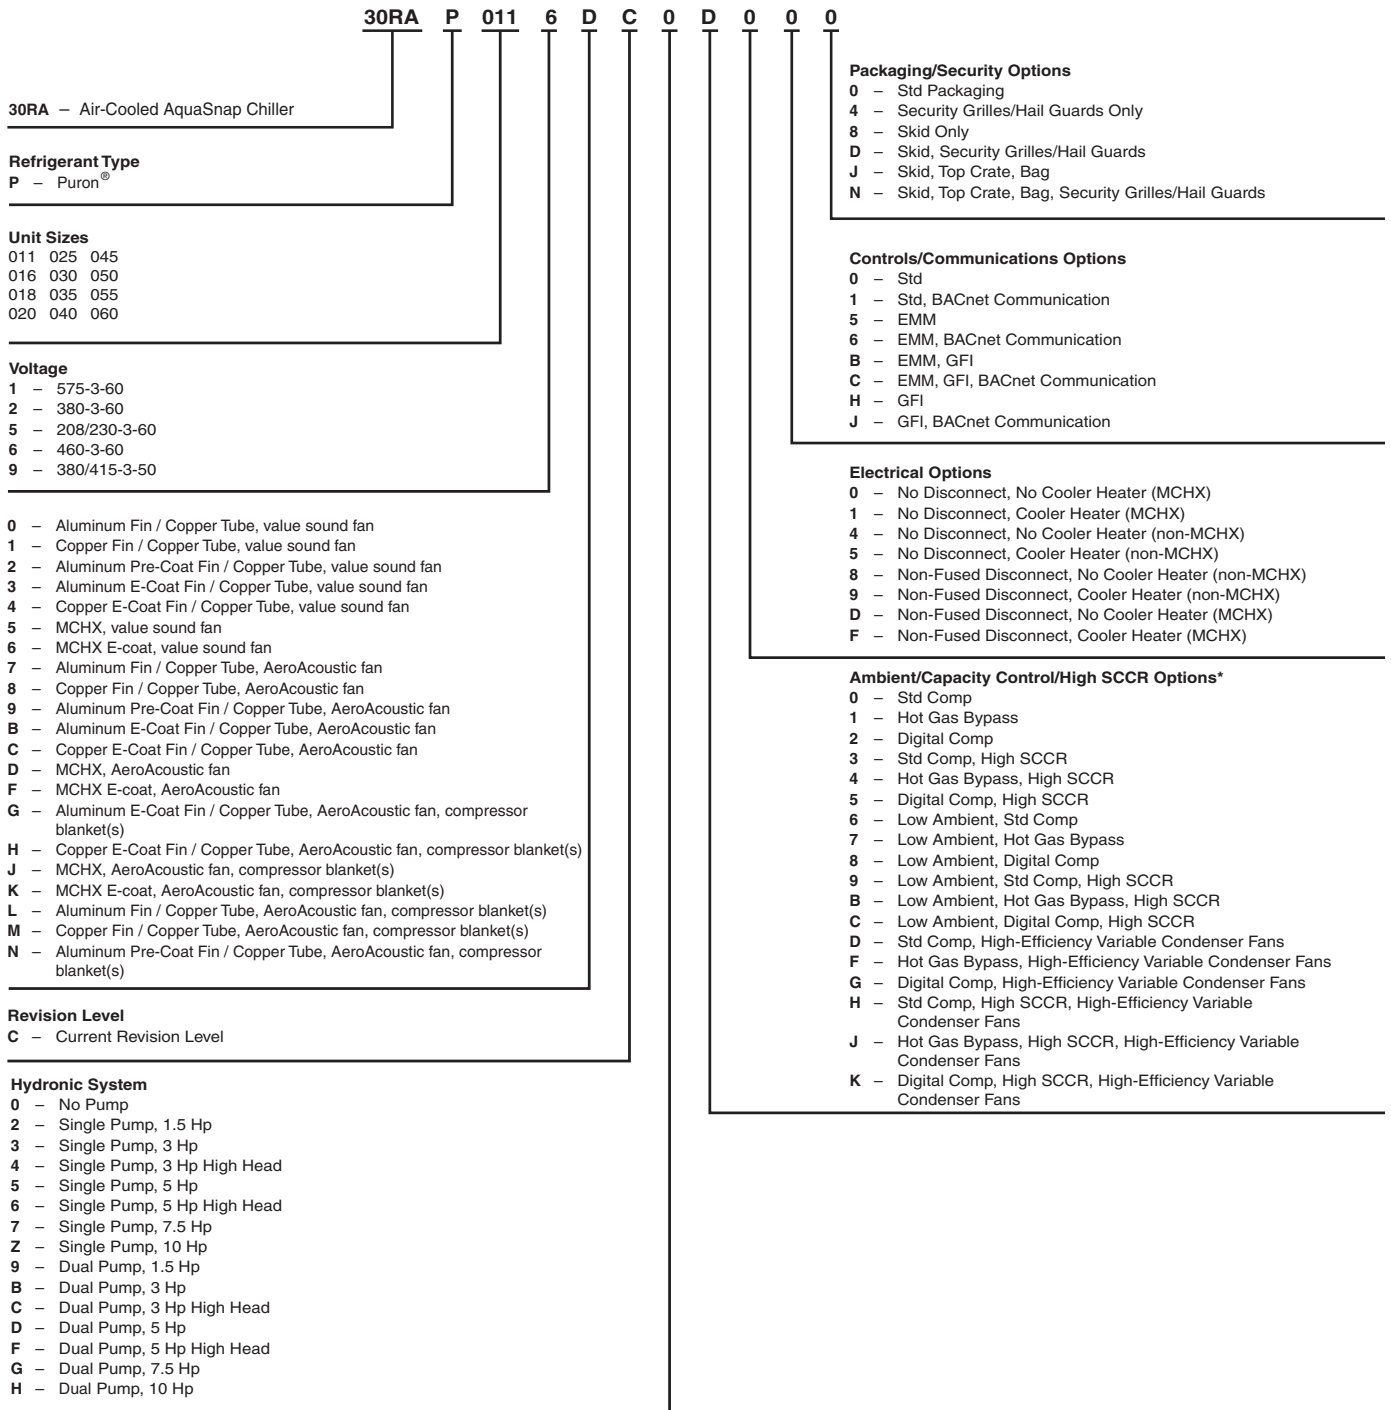 30RA P 011 6 D C 0 D 0 0 0
30RA – Air-Cooled AquaSnap Chiller
Refrigerant Type
P – Puron®
Unit Sizes
011 025 045
016 030 050
018 035 055
020 040 060
Voltage
1 – 575-3-60
2 – 380-3-60
5 – 208/230-3-60
6 – 460-3-60
9 – 380/415-3-50
0 – Aluminum Fin / Copper Tube, value sound fan
1 – Copper Fin / Copper Tube, value sound fan
2 – Aluminum Pre-Coat Fin / Copper Tube, value sound fan
3 – Aluminum E-Coat Fin / Copper Tube, value sound fan
4 – Copper E-Coat Fin / Copper Tube, value sound fan
5 – MCHX, value sound fan
6 – MCHX E-coat, value sound fan
7 – Aluminum Fin / Copper Tube, AeroAcoustic fan
8 – Copper Fin / Copper Tube, AeroAcoustic fan
9 – Aluminum Pre-Coat Fin / Copper Tube, AeroAcoustic fan
B – Aluminum E-Coat Fin / Copper Tube, AeroAcoustic fan
C – Copper E-Coat Fin / Copper Tube, AeroAcoustic fan
D – MCHX, AeroAcoustic fan
F – MCHX E-coat, AeroAcoustic fan
G – Aluminum E-Coat Fin / Copper Tube, AeroAcoustic fan, compressor
blanket(s)
H – Copper E-Coat Fin / Copper Tube, AeroAcoustic fan, compressor blanket(s)
J – MCHX, AeroAcoustic fan, compressor blanket(s)
K – MCHX E-coat, AeroAcoustic fan, compressor blanket(s)
L – Aluminum Fin / Copper Tube, AeroAcoustic fan, compressor blanket(s)
M – Copper Fin / Copper Tube, AeroAcoustic fan, compressor blanket(s)
N – Aluminum Pre-Coat Fin / Copper Tube, AeroAcoustic fan, compressor
blanket(s)
Revision Level
C – Current Revision Level
Hydronic System
0 – No Pump
2 – Single Pump, 1.5 Hp
3 – Single Pump, 3 Hp
4 – Single Pump, 3 Hp High Head
5 – Single Pump, 5 Hp
6 – Single Pump, 5 Hp High Head
7 – Single Pump, 7.5 Hp
Z – Single Pump, 10 Hp
9 – Dual Pump, 1.5 Hp
B – Dual Pump, 3 Hp
C – Dual Pump, 3 Hp High Head
D – Dual Pump, 5 Hp
F – Dual Pump, 5 Hp High Head
G – Dual Pump, 7.5 Hp
H – Dual Pump, 10 Hp
Packaging/Security Options
0 – Std Packaging
4 – Security Grilles/Hail Guards Only
8 – Skid Only
D – Skid, Security Grilles/Hail Guards
J – Skid, Top Crate, Bag
N – Skid, Top Crate, Bag, Security Grilles/Hail Guards
Controls/Communications Options
0 – Std
1 – Std, BACnet Communication
5 – EMM
6 – EMM, BACnet Communication
B – EMM, GFI
C – EMM, GFI, BACnet Communication
H – GFI
J – GFI, BACnet Communication
Electrical Options
0 – No Disconnect, No Cooler Heater (MCHX)
1 – No Disconnect, Cooler Heater (MCHX)
4 – No Disconnect, No Cooler Heater (non-MCHX)
5 – No Disconnect, Cooler Heater (non-MCHX)
8 – Non-Fused Disconnect, No Cooler Heater (non-MCHX)
9 – Non-Fused Disconnect, Cooler Heater (non-MCHX)
D – Non-Fused Disconnect, No Cooler Heater (MCHX)
F – Non-Fused Disconnect, Cooler Heater (MCHX)
Ambient/Capacity Control/High SCCR Options*
0 – Std Comp
1 – Hot Gas Bypass
2 – Digital Comp
3 – Std Comp, High SCCR
4 – Hot Gas Bypass, High SCCR
5 – Digital Comp, High SCCR
6 – Low Ambient, Std Comp
7 – Low Ambient, Hot Gas Bypass
8 – Low Ambient, Digital Comp
9 – Low Ambient, Std Comp, High SCCR
B – Low Ambient, Hot Gas Bypass, High SCCR
C – Low Ambient, Digital Comp, High SCCR
D – Std Comp, High-Efficiency Variable Condenser Fans
F – Hot Gas Bypass, High-Efficiency Variable Condenser Fans
G – Digital Comp, High-Efficiency Variable Condenser Fans
H – Std Comp, High SCCR, High-Efficiency Variable
Condenser Fans
J – Hot Gas Bypass, High SCCR, High-Efficiency Variable
Condenser Fans
K – Digital Comp, High SCCR, High-Efficiency Variable
Condenser Fans